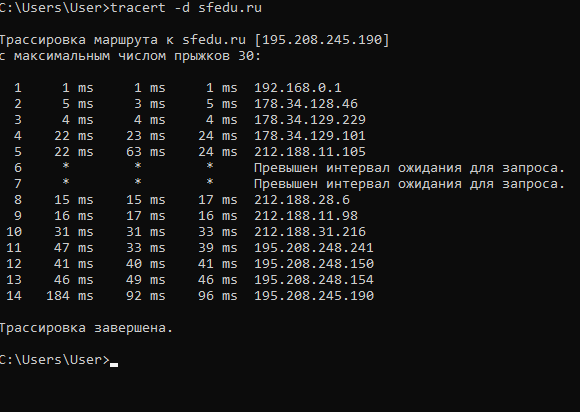 C:\Users\User>tracert -d sfedu.ru
Трассировка маршрута к sfedu.ru [195.208.245.190]
с максимальным числом прыжков 30:
1 1 ms 1 ms 1 ms 192.168.0.1
2 5 ms 3 ms 5 ms 178.34.128.46
3 4 ms 4 ms 4 ms 178.34.129.229
4 22 ms 23 ms 24 ms 178.34.129.101
5 22 ms 63 ms 24 ms 212.188.11.105
6 * * * Превышен интервал ожидания для запроса.
7 * * * Превышен интервал ожидания для запроса.
8 15 ms 15 ms 17 ms 212.188.28.6
9 16 ms 17 ms 16 ms 212.188.11.98
10 31 ms 31 ms 33 ms 212.188.31.216
11 47 ms 33 ms 39 ms 195.208.248.241
12 41 ms 40 ms 41 ms 195.208.248.150
13 46 ms 49 ms 46 ms 195.208.248.154
14 184 ms 92 ms 96 ms 195.208.245.190
Трассировка завершена.
C:\Users\User>